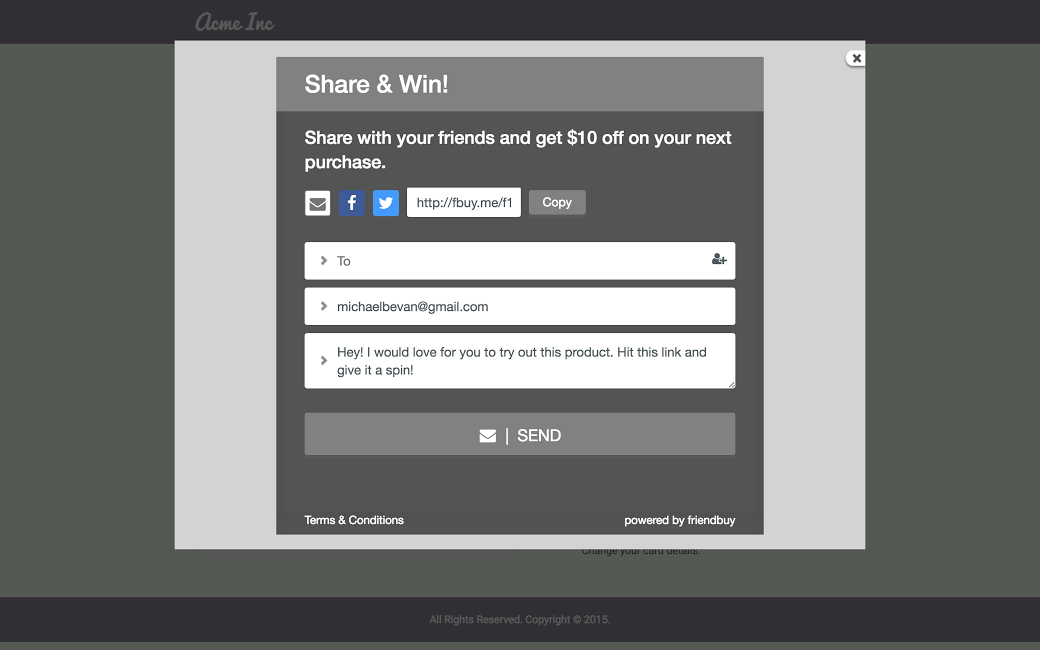 Acme Inc
Share & Win!
Share with your friends and get $10 off on your next
purchase.
http://fbuy.me/f1
Copy
To
michaelbevan@gmail.com
Hey! I would love for you to try out this product. Hit this link and
give it a spin!
| SEND
Terms & Conditions
powered by friendbuy
Change your card details.
All Rights Reserved. Copyright © 2015.